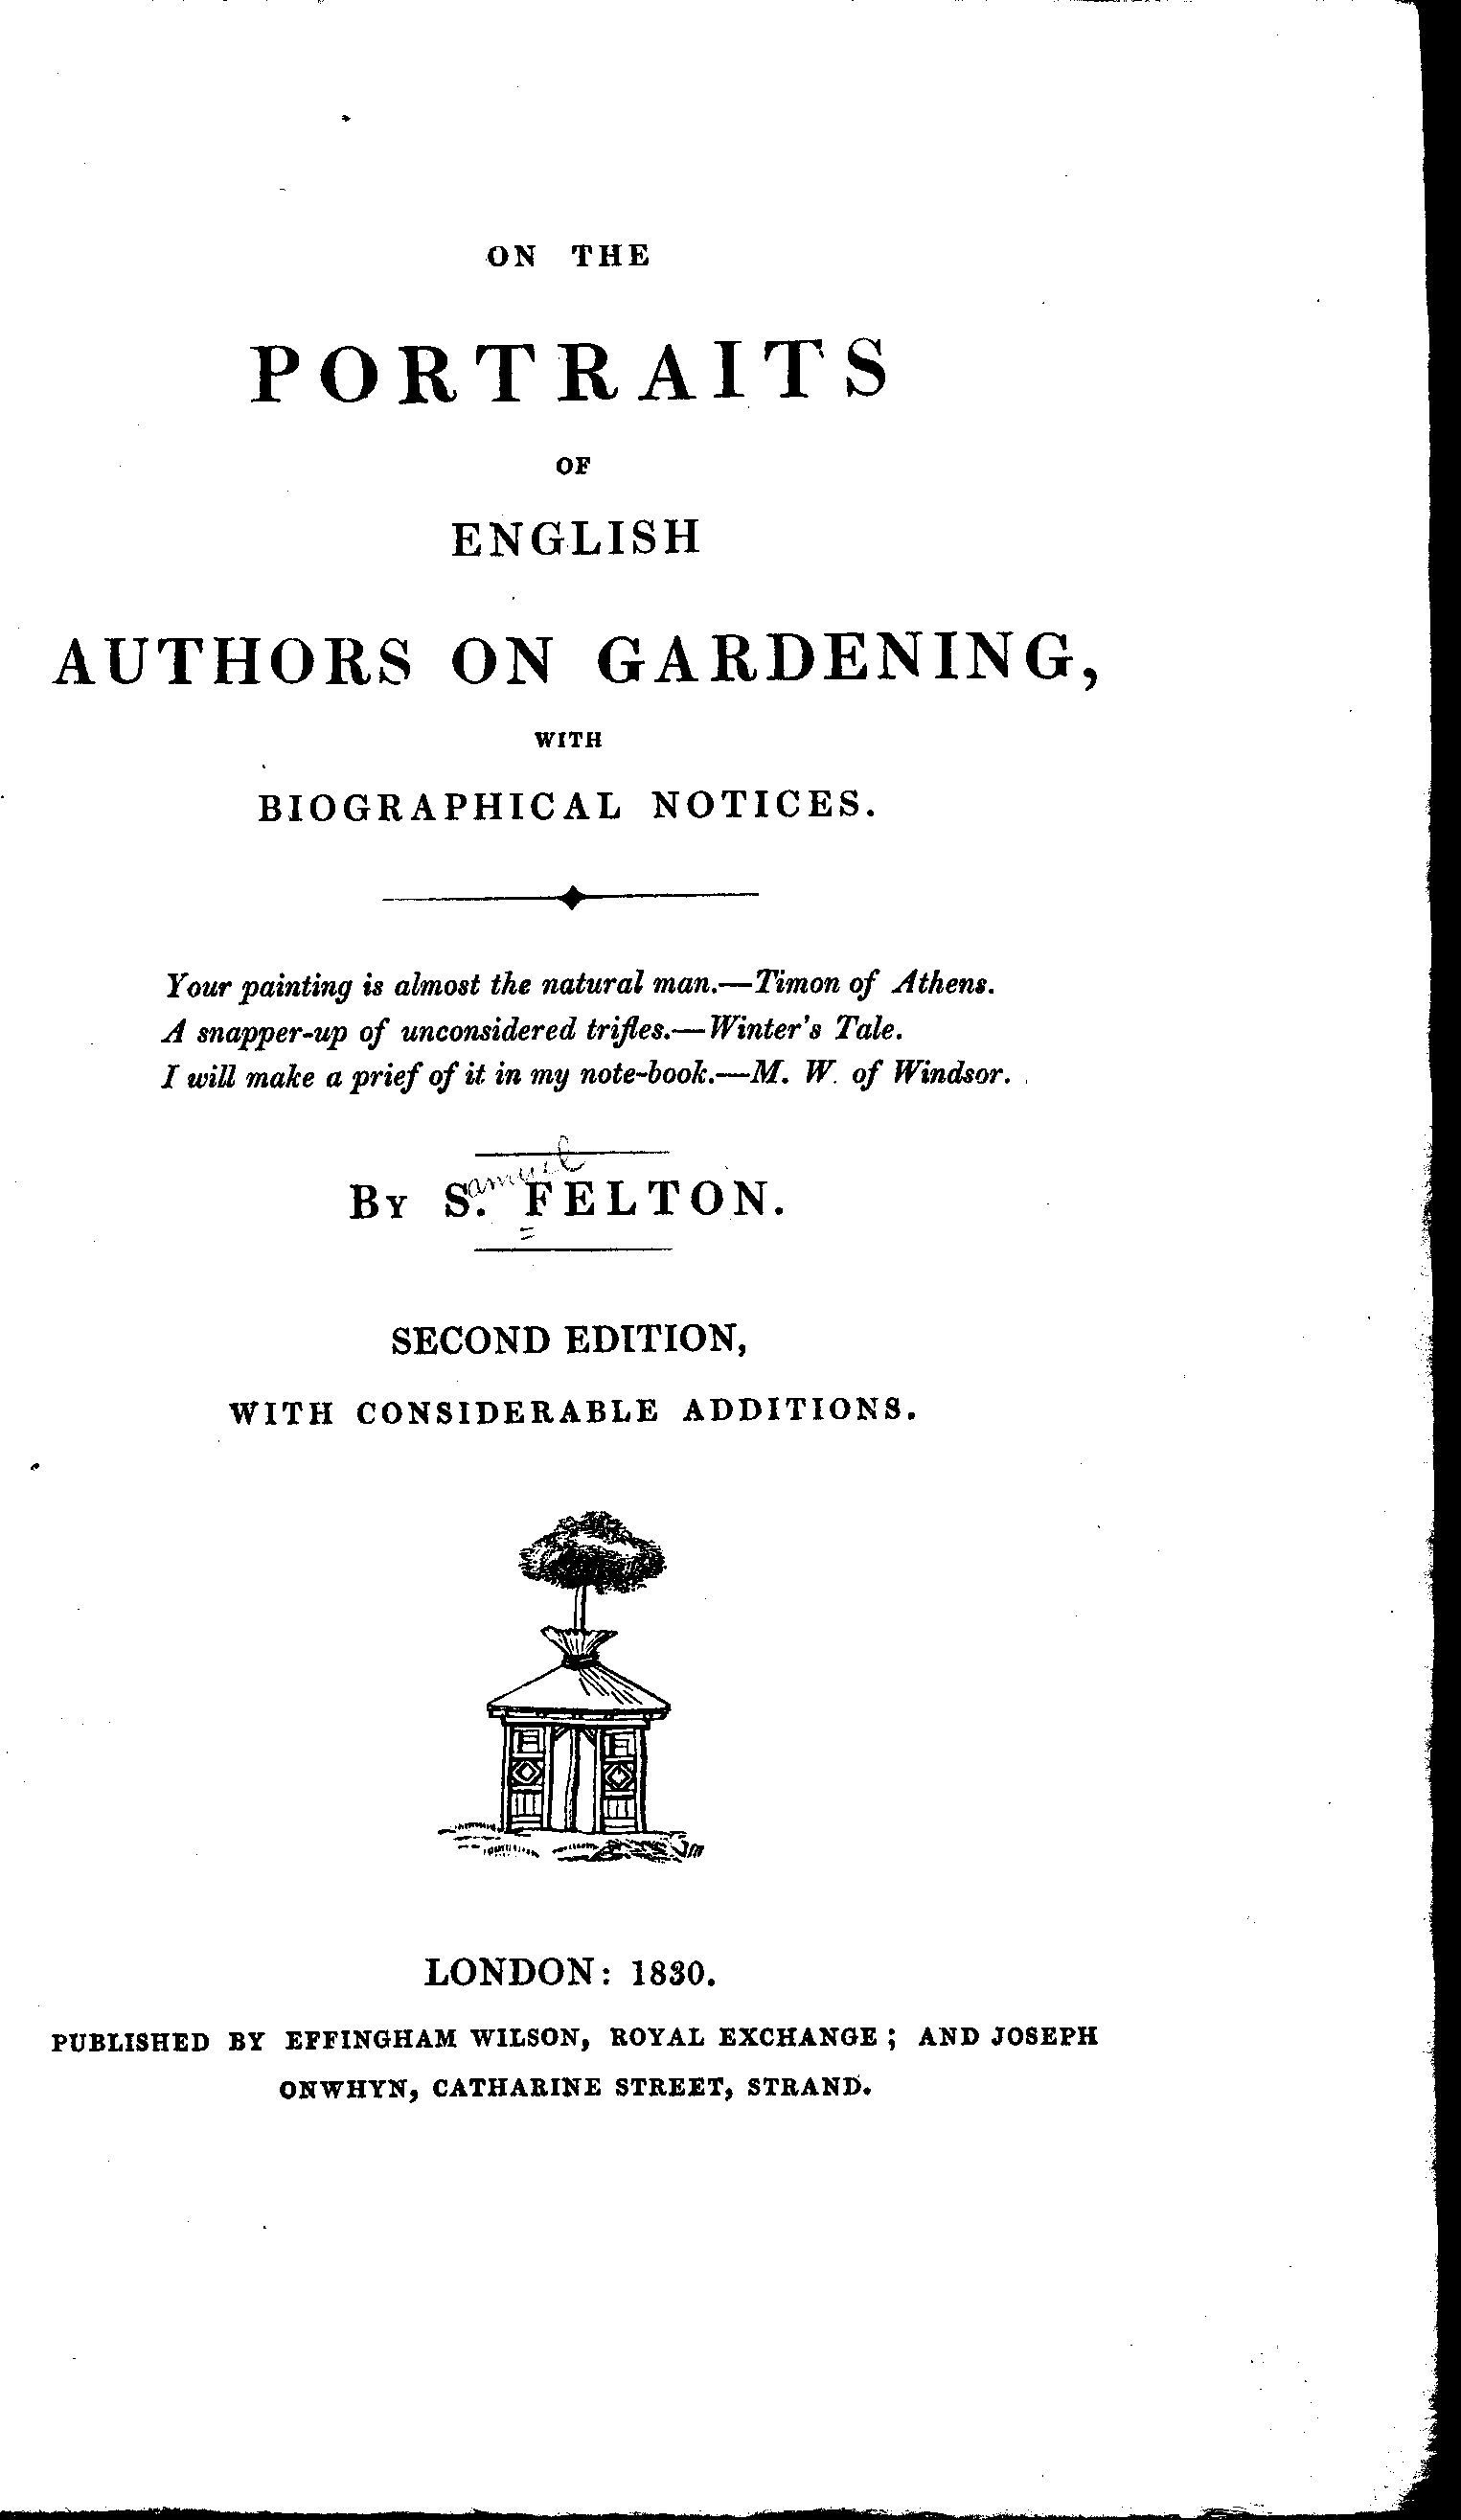 ON THE
PORTRAITS
OF
ENGLISH
AUTHORS ON GARDENING,
WITH
BIOGRAPHICAL NOTICES.
Your painting is almost the natural man.—Timon of Athens.
A snapper-up of unconsidered trifles.—Winter's Tale.
I will make a prief of it in my note-book.—M. W. of Windsor.
amuel
By S. FELTON.
SECOND EDITION,
WITH CONSIDERABLE ADDITIONS.
LONDON: 1830.
PUBLISHED BY EFFINGHAM WILSON, ROYAL EXCHANGE; AND JOSEPH
ONWHYN, CATHARINE STREET, STRAND.